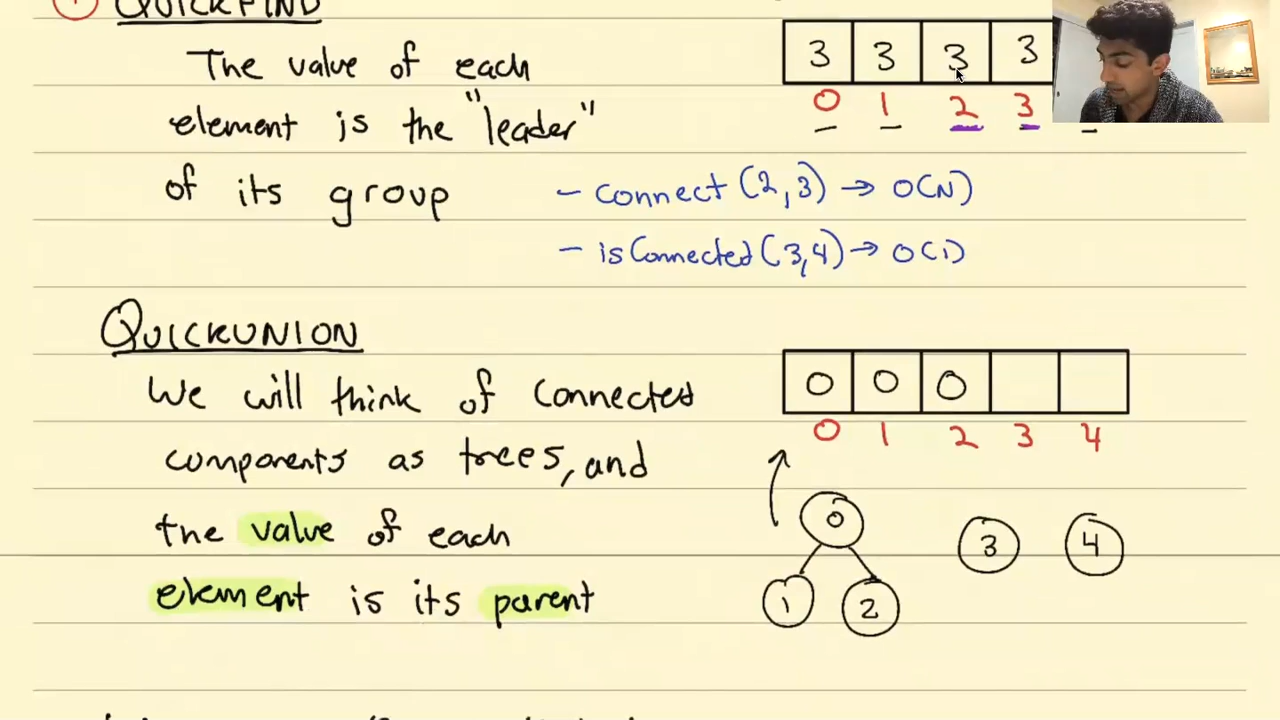 1 QUICKFIND
The value of each
element is the "leader"
of its group
3 3 3 3
0 1 2 3
- connect (2,3) → O(N)
- isConnected (3,4) → O(1)
QUICKUNION
We will think of connected
components as trees, and
the value of each
element is its parent
0 0 0
0 1 2 3 4
0
3 4
1 2